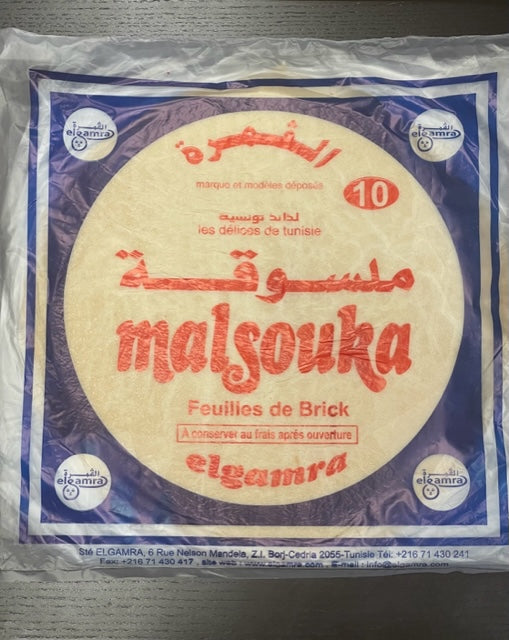 القمرة
elgamra
القمرة
elgamra
القمرة
marque et modèles déposés
10
لذائذ تونسية
les délices de tunisie
ملسوقة
malsouka
Feuilles de Brick
A conserver au frais aprés ouverture
elgamra
القمرة
elgamra
القمرة
elgamra
Sté ELGAMRA, 6 Rue Nelson Mandela, Z.I. Borj-Cedria 2055-Tunisie Tél: +216 71 430 241
Fax: +216 71 430 417 , site web : www.elgamra.com , E-mail : info@elgamra.com